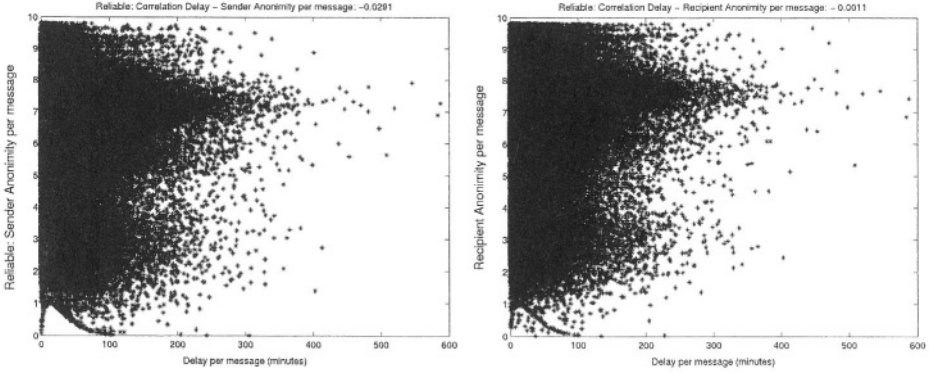 Reliable: Correlation Delay – Sender Anonimity per message: –0.0291
10
9
8
7
6
5
4
3
2
1
0
0 100 200 300 400 500 600
Reliable: Sender Anonimity per message
Delay per message (minutes)
Reliable: Correlation Delay – Recipient Anonimity per message: – 0.0011
10
9
8
7
6
5
4
3
2
1
0
0 100 200 300 400 500 600
Recipient Anonimity per message
Delay per message (minutes)